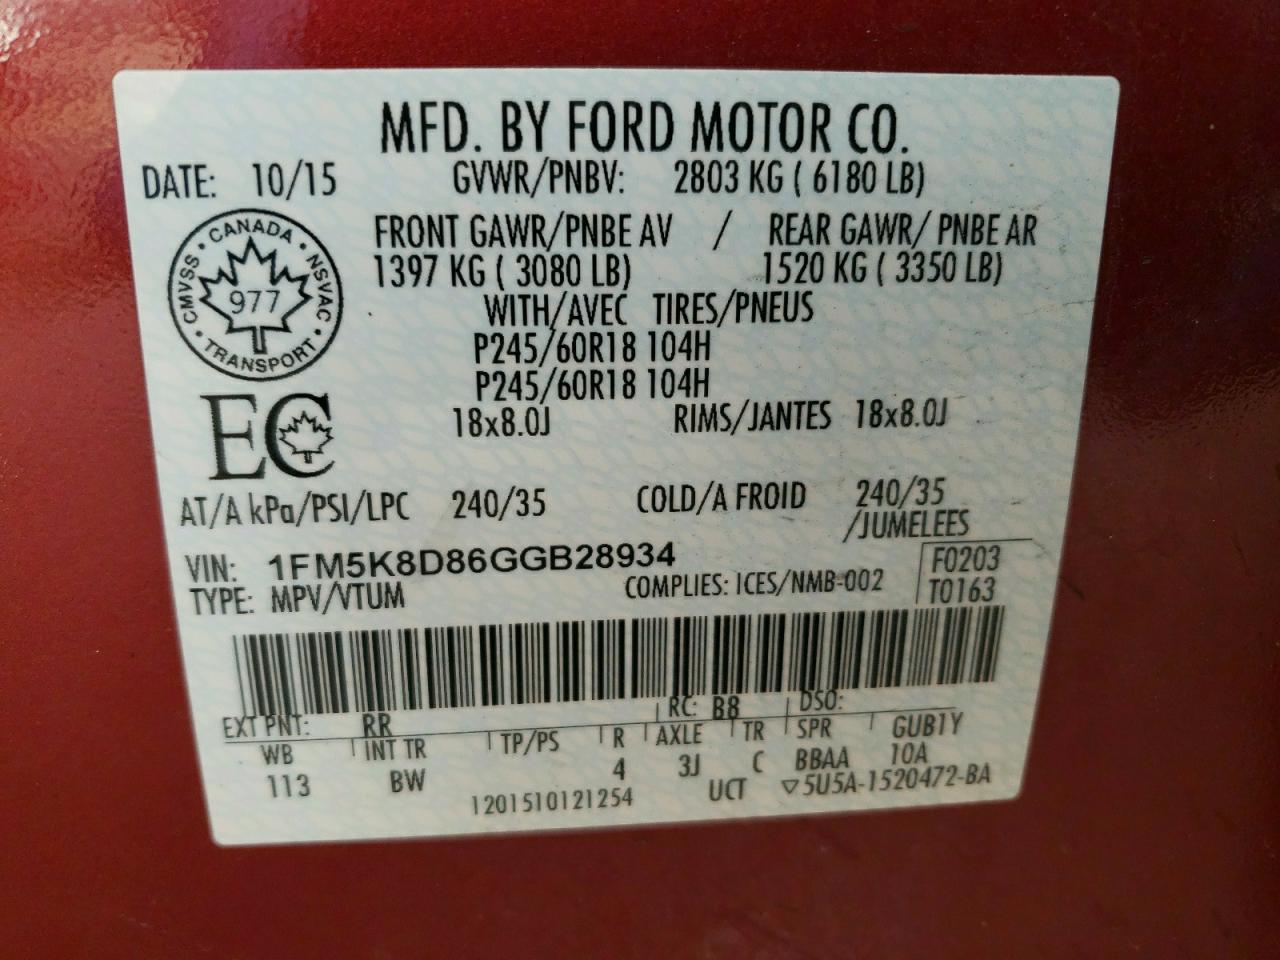 MFD. BY FORD MOTOR CO.
DATE: 10/15 GVWR/PNBV: 2803 KG ( 6180 LB)
FRONT GAWR/PNBE AV / REAR GAWR/ PNBE AR
1397 KG ( 3080 LB) 1520 KG ( 3350 LB)
CANADA
CMVSS NSVAC
977
TRANSPORT
WITH/AVEC TIRES/PNEUS
P245/60R18 104H
P245/60R18 104H
EC
18x8.0J RIMS/JANTES 18x8.0J
AT/A kPa/PSI/LPC 240/35 COLD/A FROID 240/35
/JUMELEES
VIN: 1FM5K8D86GGB28934 F0203
TYPE: MPV/VTUM COMPLIES: ICES/NMB-002 T0163
EXT PNT: RR RC: B8 DSO:
WB INT TR TP/PS R AXLE TR SPR GUB1Y
113 BW 4 3J C BBAA 10A
1201510121254 UCT ▽5U5A-1520472-BA